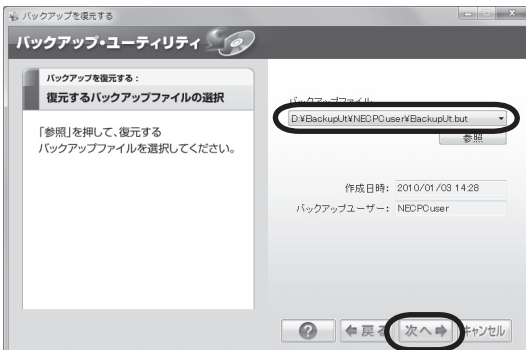 バックアップを復元する
バックアップ・ユーティリティ
バックアップを復元する：
復元するバックアップファイルの選択
「参照」を押して、復元する
バックアップファイルを選択してください。
バックアップファイル
D:¥BackupUt¥NECPCuser¥BackupUt.but
参照
作成日時： 2010/01/03 14:28
バックアップユーザー： NECPCuser
? 戻る 次へ キャンセル